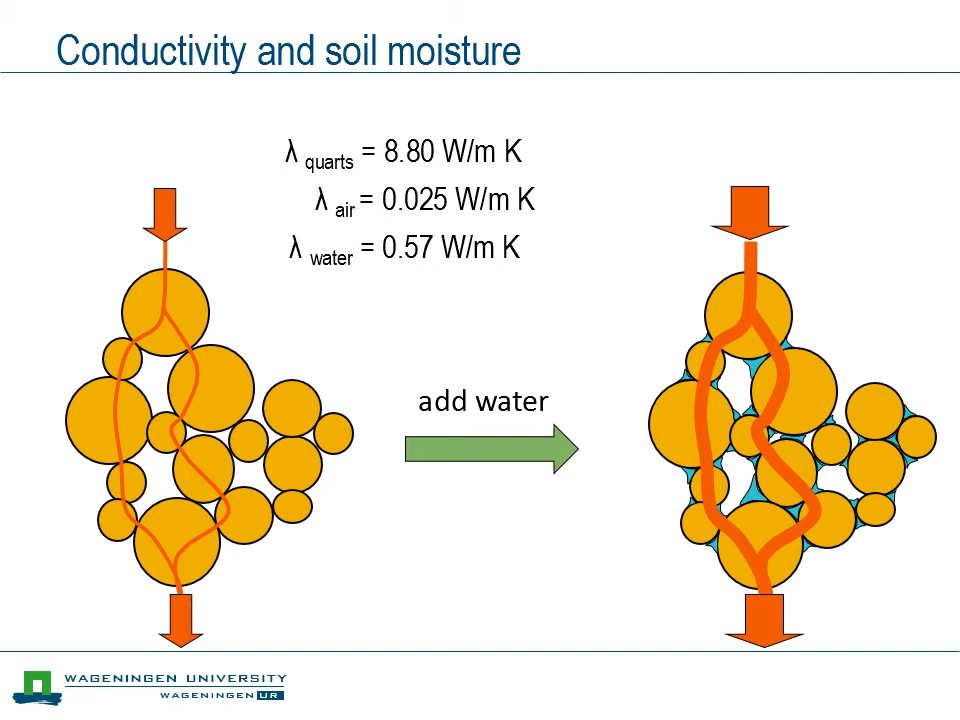 Conductivity and soil moisture
λ quarts = 8.80 W/m K
λ air = 0.025 W/m K
λ water = 0.57 W/m K
add water
WAGENINGEN UNIVERSITY
WAGENINGEN UR